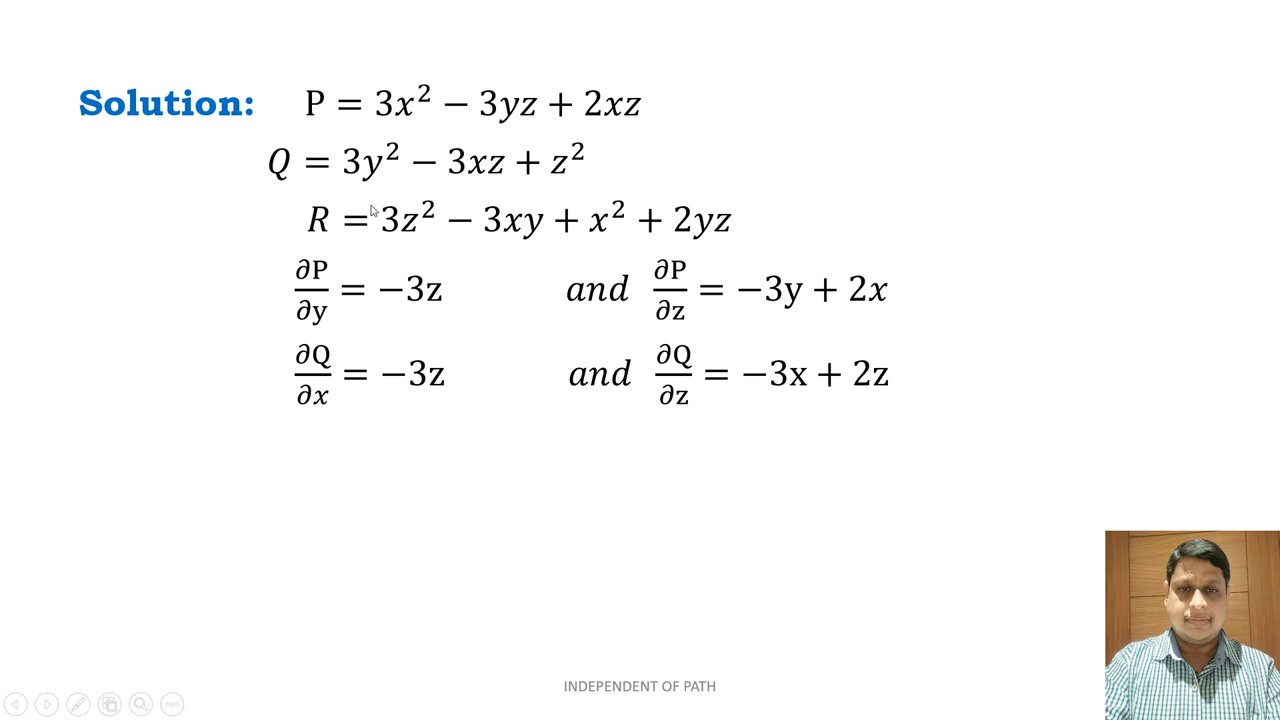 Solution: P = 3x² − 3yz + 2xz
Q = 3y² − 3xz + z²
R = 3z² − 3xy + x² + 2yz
∂P/∂y = −3z and ∂P/∂z = −3y + 2x
∂Q/∂x = −3z and ∂Q/∂z = −3x + 2z
INDEPENDENT OF PATH